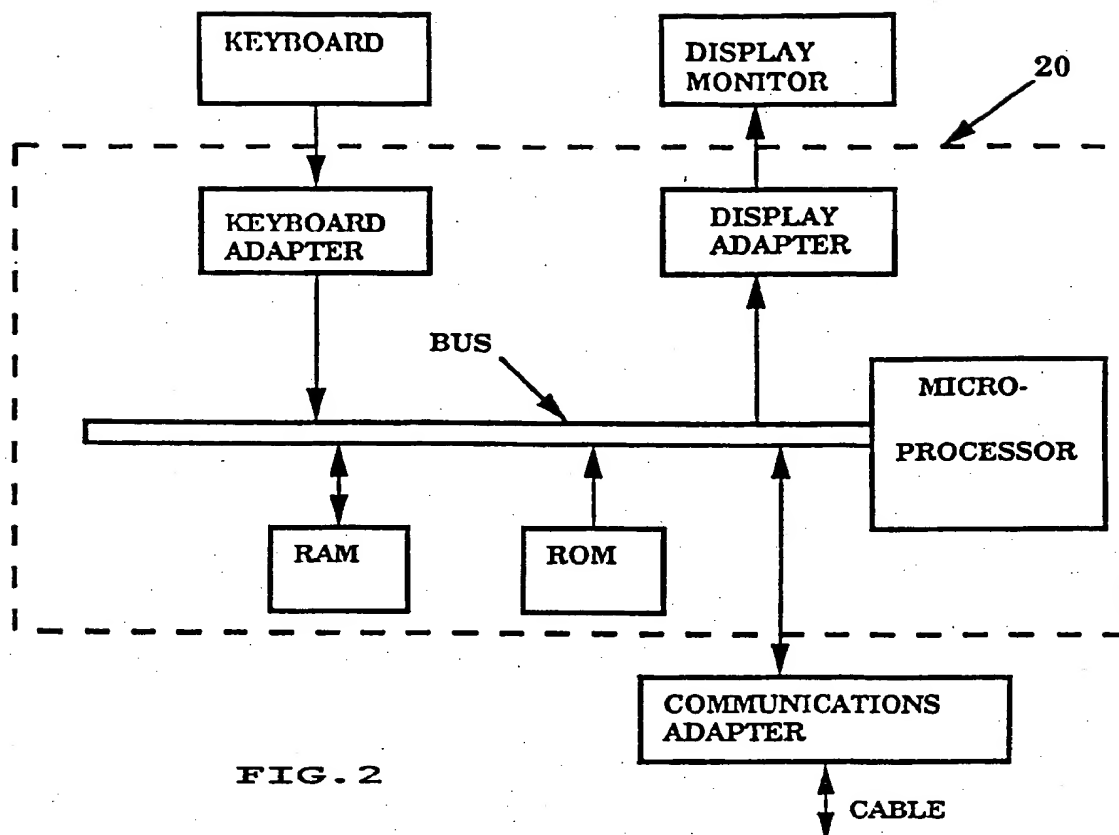 KEYBOARD
DISPLAY
MONITOR
20
KEYBOARD
ADAPTER
DISPLAY
ADAPTER
BUS
MICRO-
PROCESSOR
RAM
ROM
COMMUNICATIONS
ADAPTER
FIG. 2
CABLE